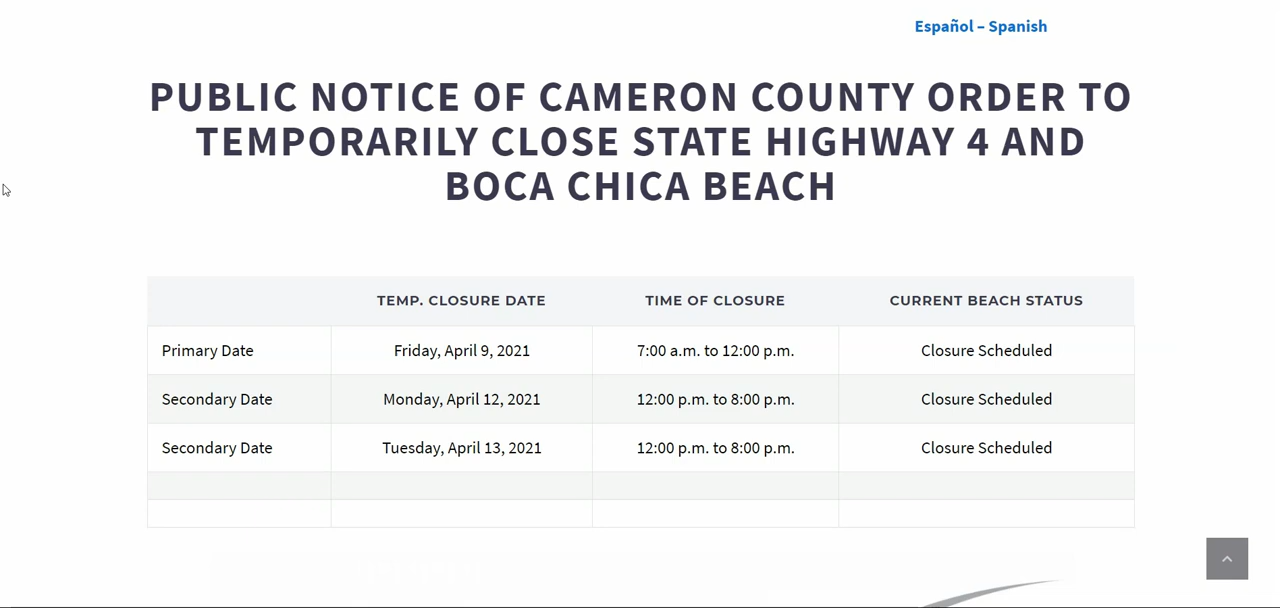 Español – Spanish
PUBLIC NOTICE OF CAMERON COUNTY ORDER TO
TEMPORARILY CLOSE STATE HIGHWAY 4 AND
BOCA CHICA BEACH
TEMP. CLOSURE DATE TIME OF CLOSURE CURRENT BEACH STATUS
Primary Date Friday, April 9, 2021 7:00 a.m. to 12:00 p.m. Closure Scheduled
Secondary Date Monday, April 12, 2021 12:00 p.m. to 8:00 p.m. Closure Scheduled
Secondary Date Tuesday, April 13, 2021 12:00 p.m. to 8:00 p.m. Closure Scheduled